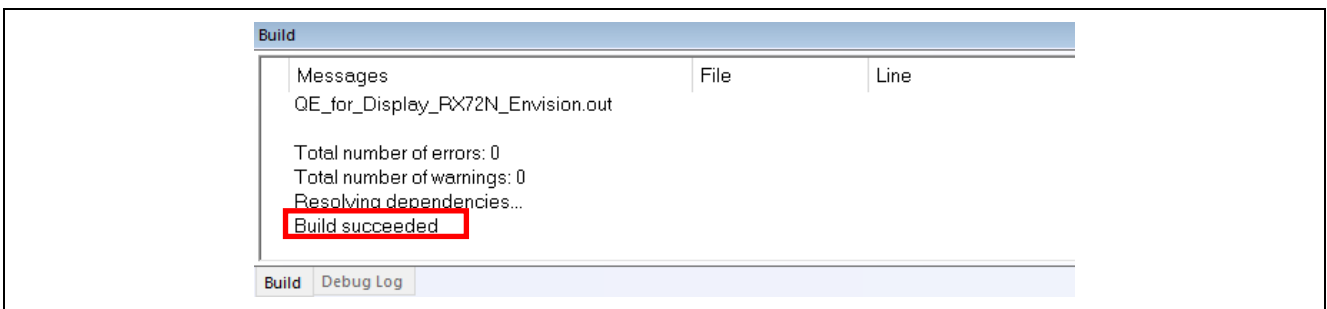 Build
Messages File Line
QE_for_Display_RX72N_Envision.out
Total number of errors: 0
Total number of warnings: 0
Resolving dependencies...
Build succeeded
Build Debug Log